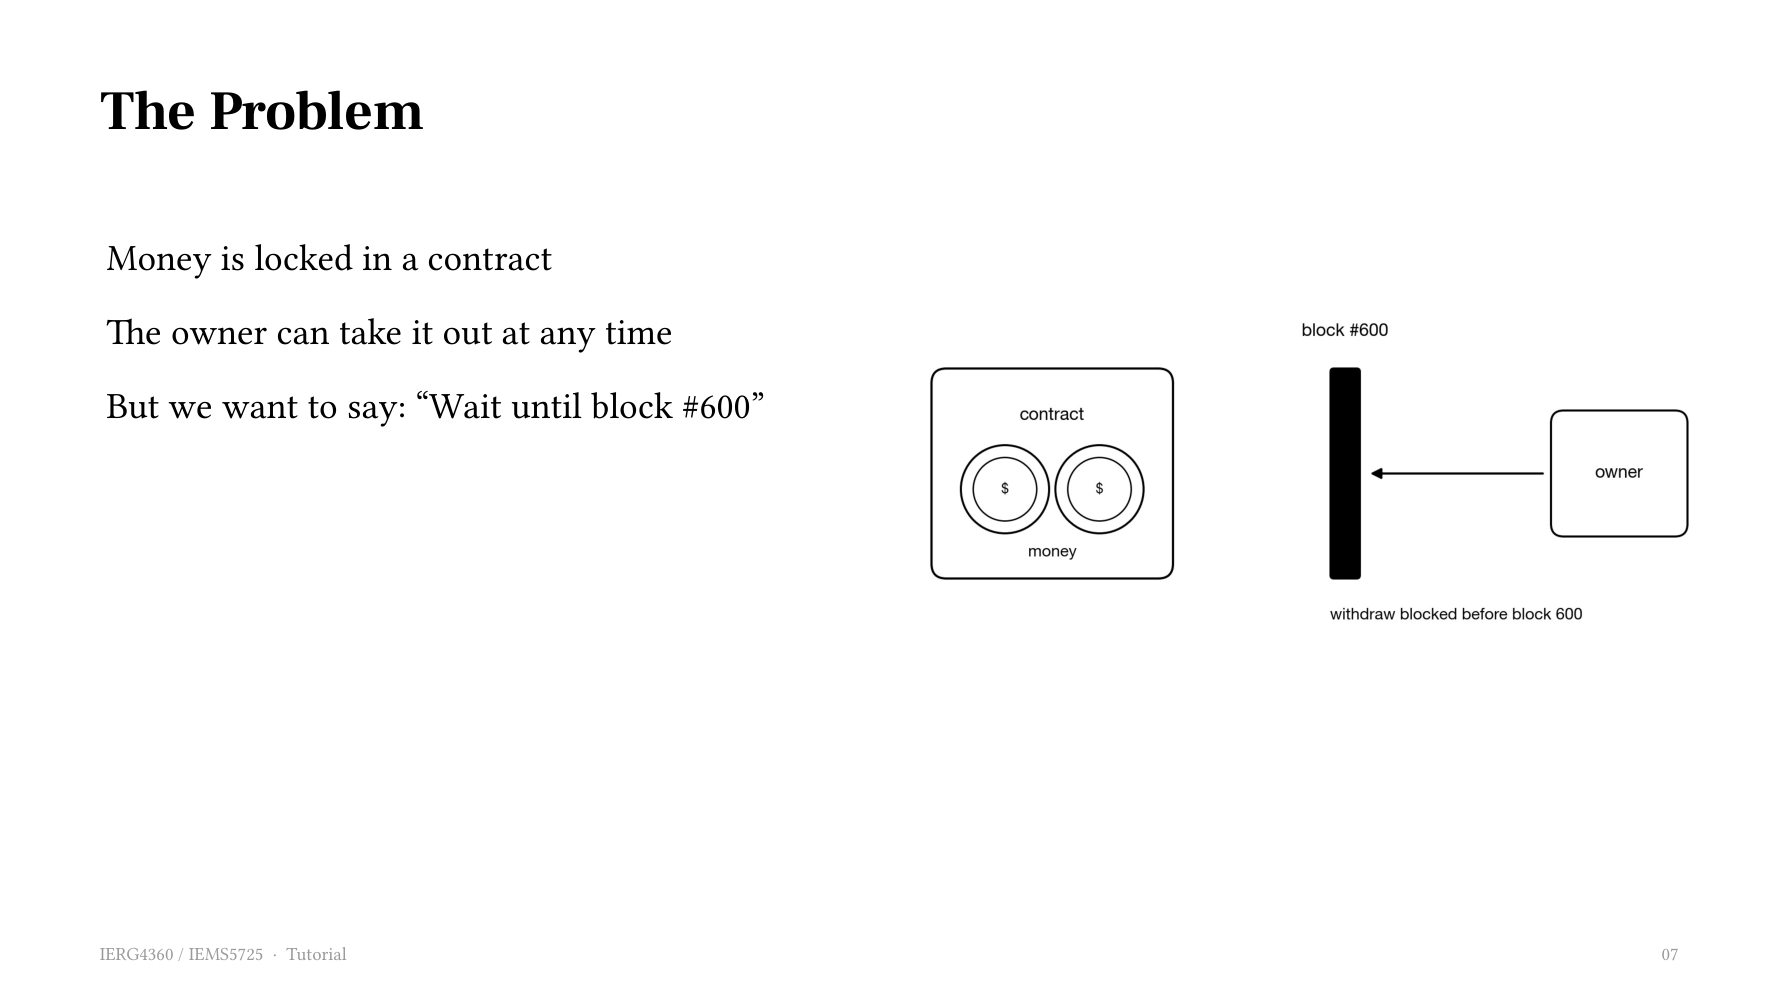 The Problem
Money is locked in a contract
The owner can take it out at any time
But we want to say: “Wait until block #600”
block #600
contract
$ $
money
owner
withdraw blocked before block 600
IERG4360 / IEMS5725 · Tutorial
07